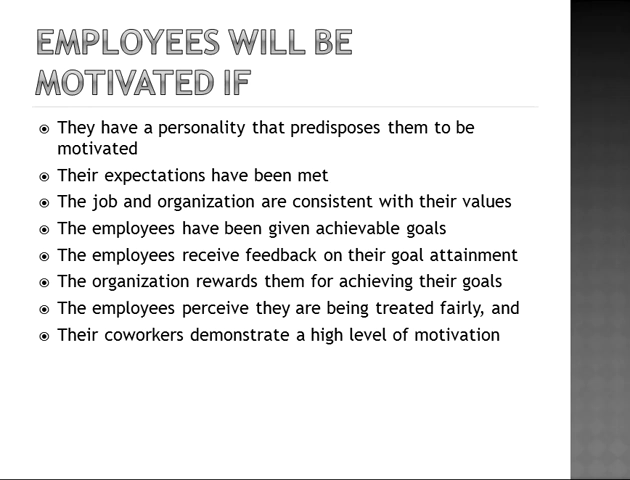 EMPLOYEES WILL BE
MOTIVATED IF
They have a personality that predisposes them to be
motivated
Their expectations have been met
The job and organization are consistent with their values
The employees have been given achievable goals
The employees receive feedback on their goal attainment
The organization rewards them for achieving their goals
The employees perceive they are being treated fairly, and
Their coworkers demonstrate a high level of motivation